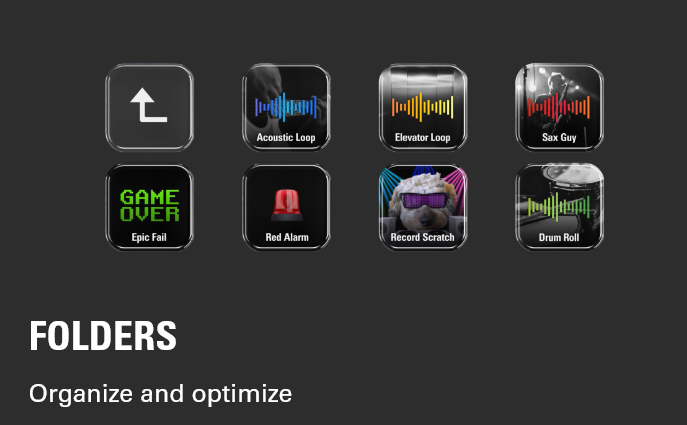 Acoustic Loop
Elevator Loop
Sax Guy
GAME
OVER
Epic Fail
Red Alarm
Record Scratch
Drum Roll
FOLDERS
Organize and optimize